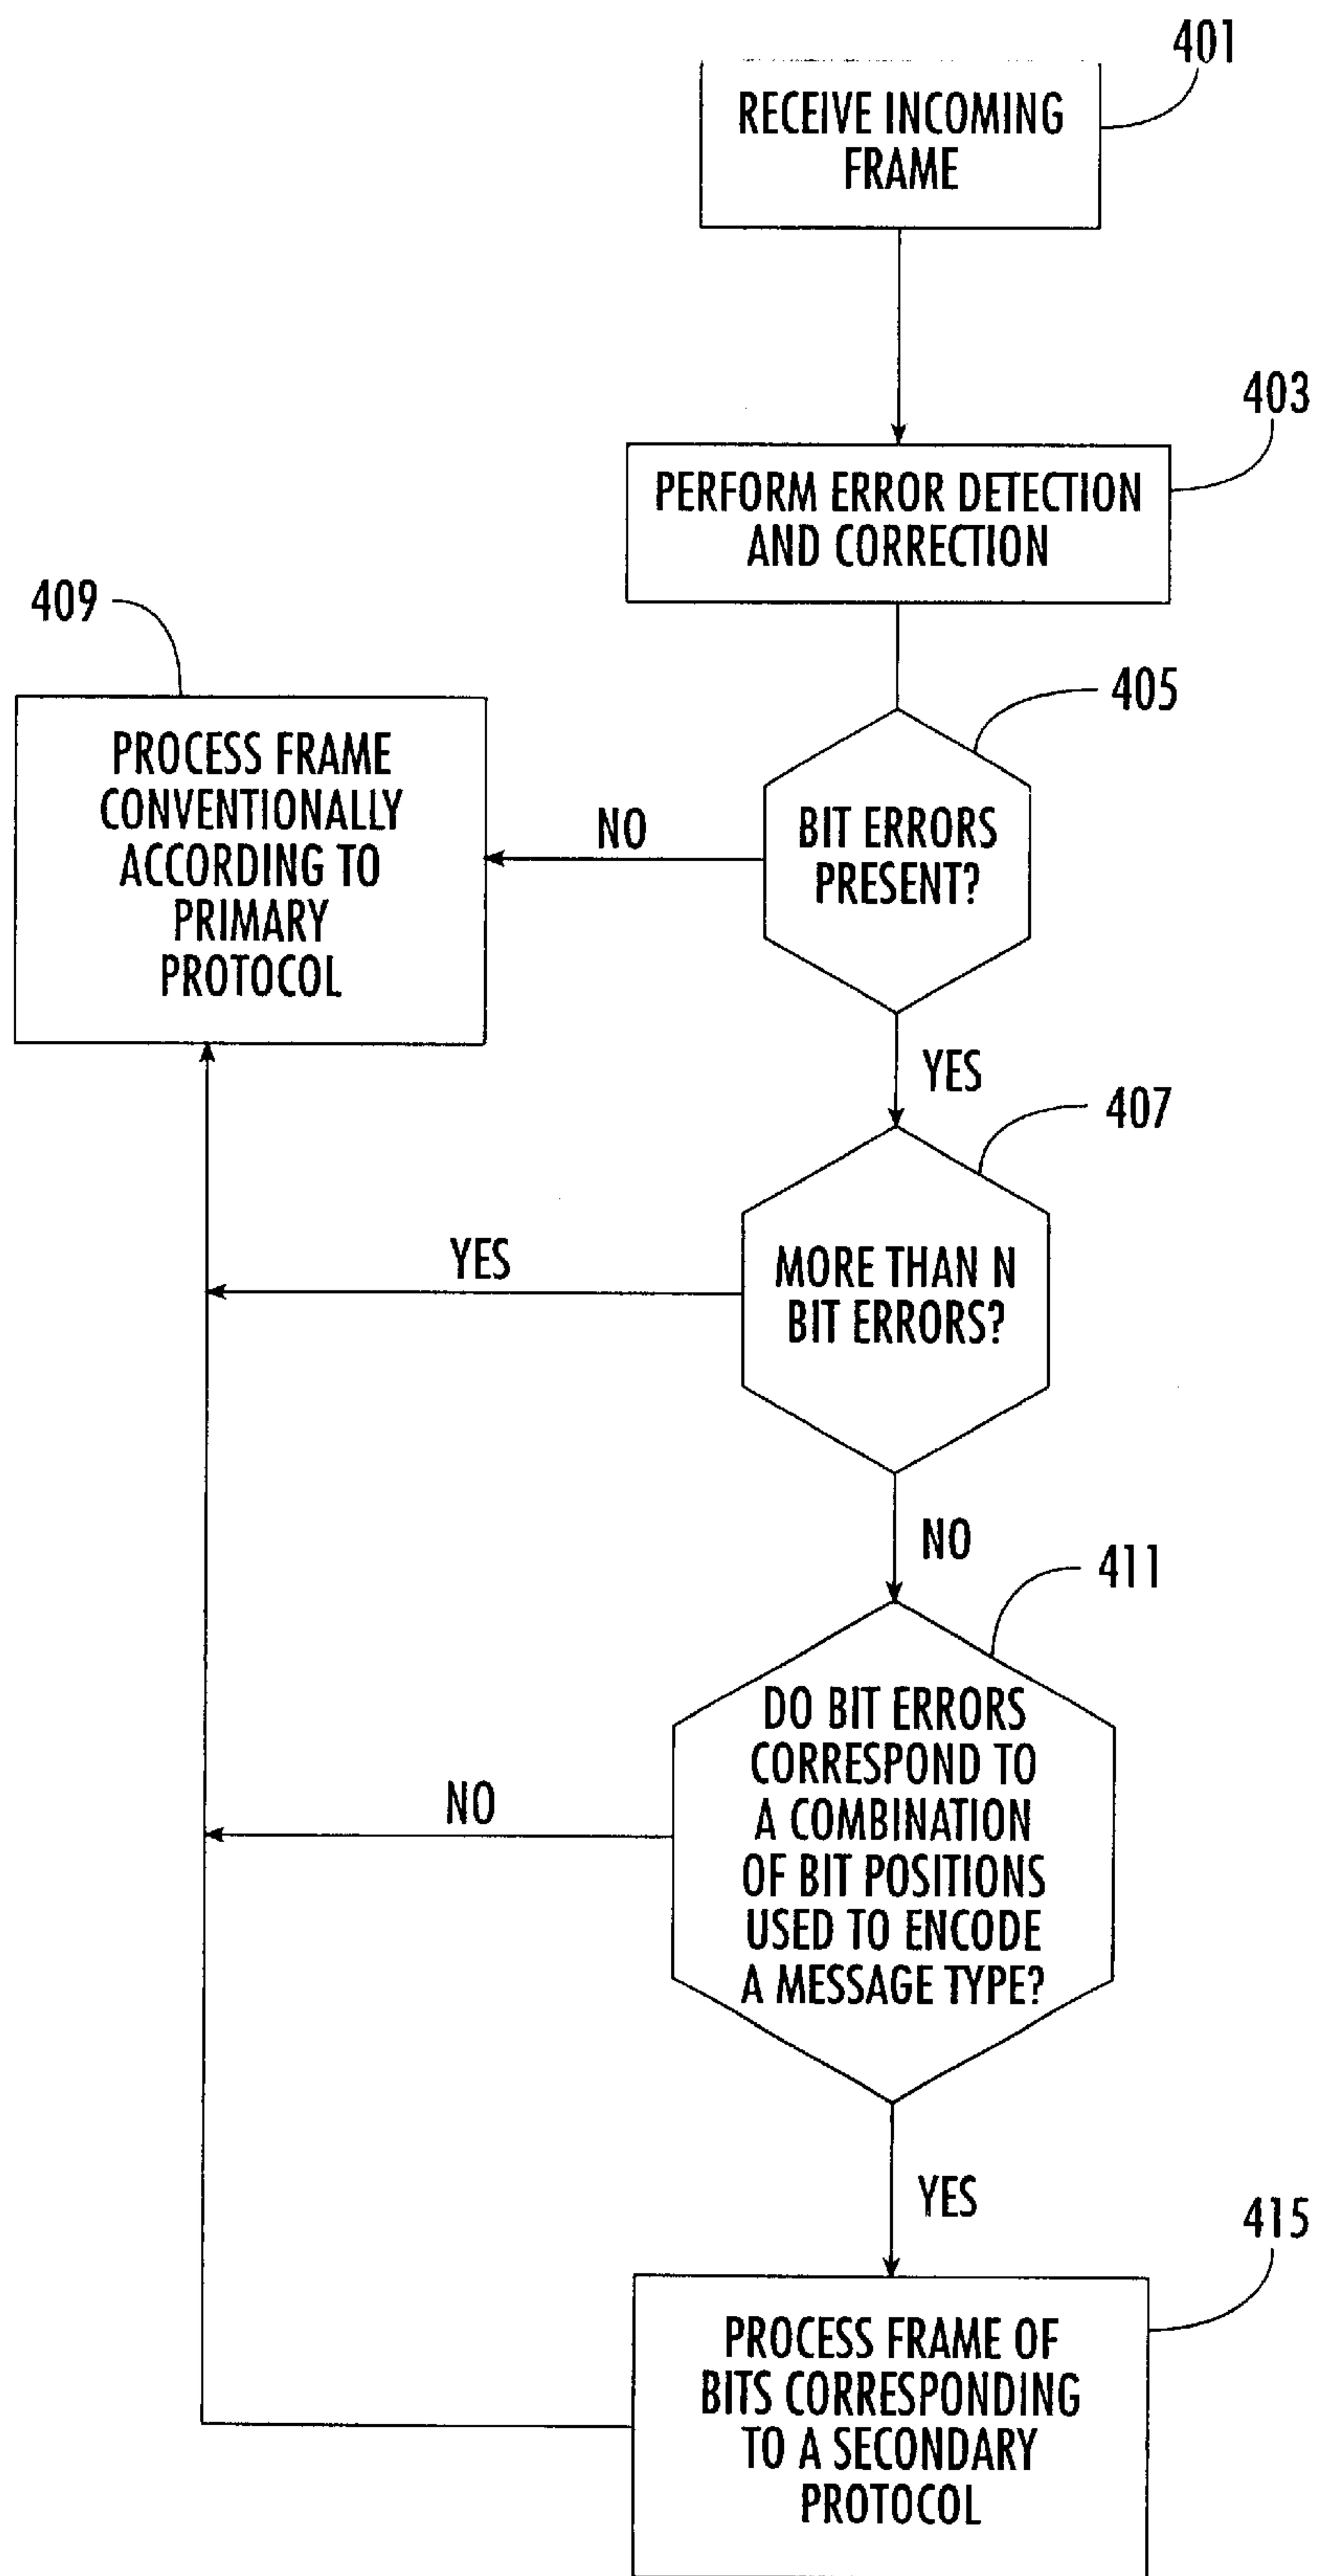 401
RECEIVE INCOMING
FRAME
403
PERFORM ERROR DETECTION
AND CORRECTION
409
405
PROCESS FRAME
CONVENTIONALLY
ACCORDING TO
PRIMARY
PROTOCOL
NO
BIT ERRORS
PRESENT?
YES
407
YES
MORE THAN N
BIT ERRORS?
NO
411
NO
DO BIT ERRORS
CORRESPOND TO
A COMBINATION
OF BIT POSITIONS
USED TO ENCODE
A MESSAGE TYPE?
YES
415
PROCESS FRAME OF
BITS CORRESPONDING
TO A SECONDARY
PROTOCOL